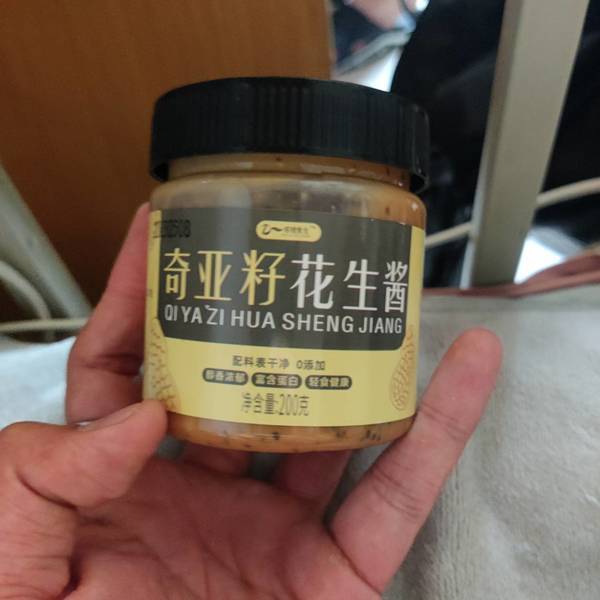 奇亚籽花生酱
QI YA ZI HUA SHENG JIANG
配料表干净 0添加
醇香浓郁 富含蛋白 轻食健康
净含量:200克